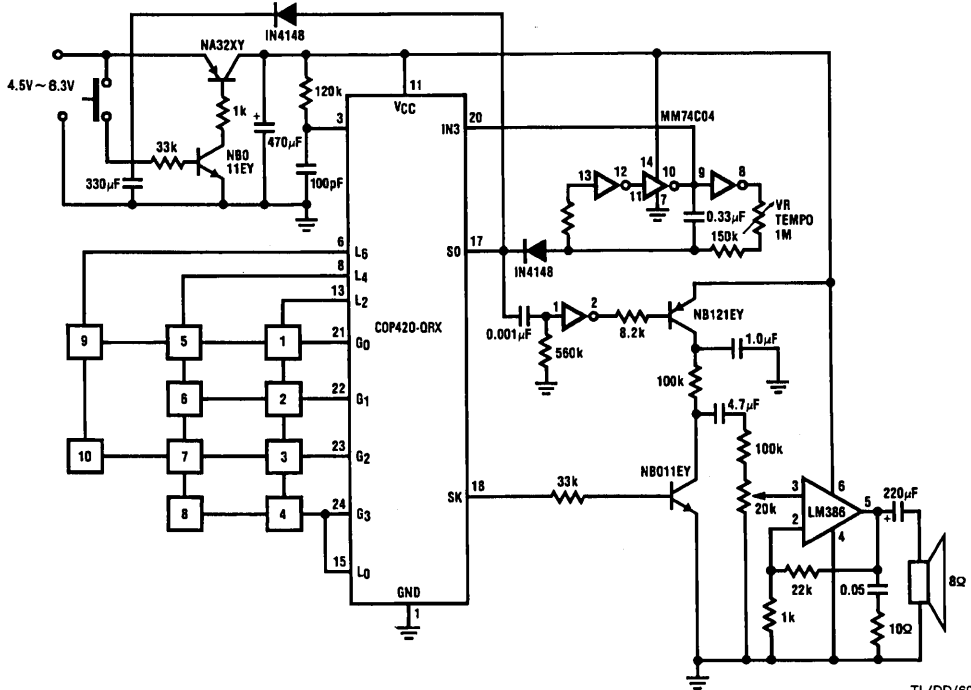 IN4148
NA32XY
4.5V ~ 6.3V
1k
+
470µF
120k
33k
NB0
11EY
330µF
100pF
3
11
VCC
IN3
20
MM74C04
13
12
14
11
10
7
9
8
0.33µF
VR
TEMPO
1M
150k
IN4148
SO
17
6
L6
8
L4
13
L2
COP420-QRX
21
G0
22
G1
23
G2
24
G3
15
L0
GND
1
9
5
1
6
2
10
7
3
8
4
0.001µF
1
2
560k
8.2k
NB121EY
1.0µF
100k
4.7µF
100k
20k
SK
18
33k
NB011EY
3
2
LM386
6
5
4
220µF
+
22k
0.05
1k
10Ω
8Ω